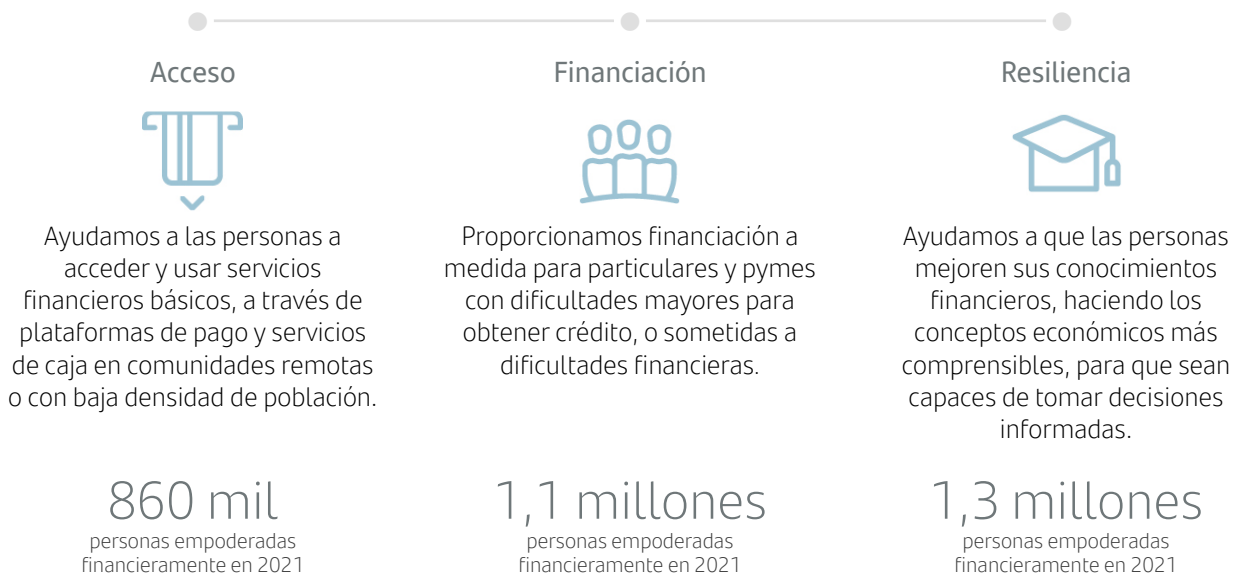 Acceso
Ayudamos a las personas a
acceder y usar servicios
financieros básicos, a través de
plataformas de pago y servicios
de caja en comunidades remotas
o con baja densidad de población.
860 mil
personas empoderadas
financieramente en 2021
Financiación
Proporcionamos financiación a
medida para particulares y pymes
con dificultades mayores para
obtener crédito, o sometidas a
dificultades financieras.
1,1 millones
personas empoderadas
financieramente en 2021
Resiliencia
Ayudamos a que las personas
mejoren sus conocimientos
financieros, haciendo los
conceptos económicos más
comprensibles, para que sean
capaces de tomar decisiones
informadas.
1,3 millones
personas empoderadas
financieramente en 2021